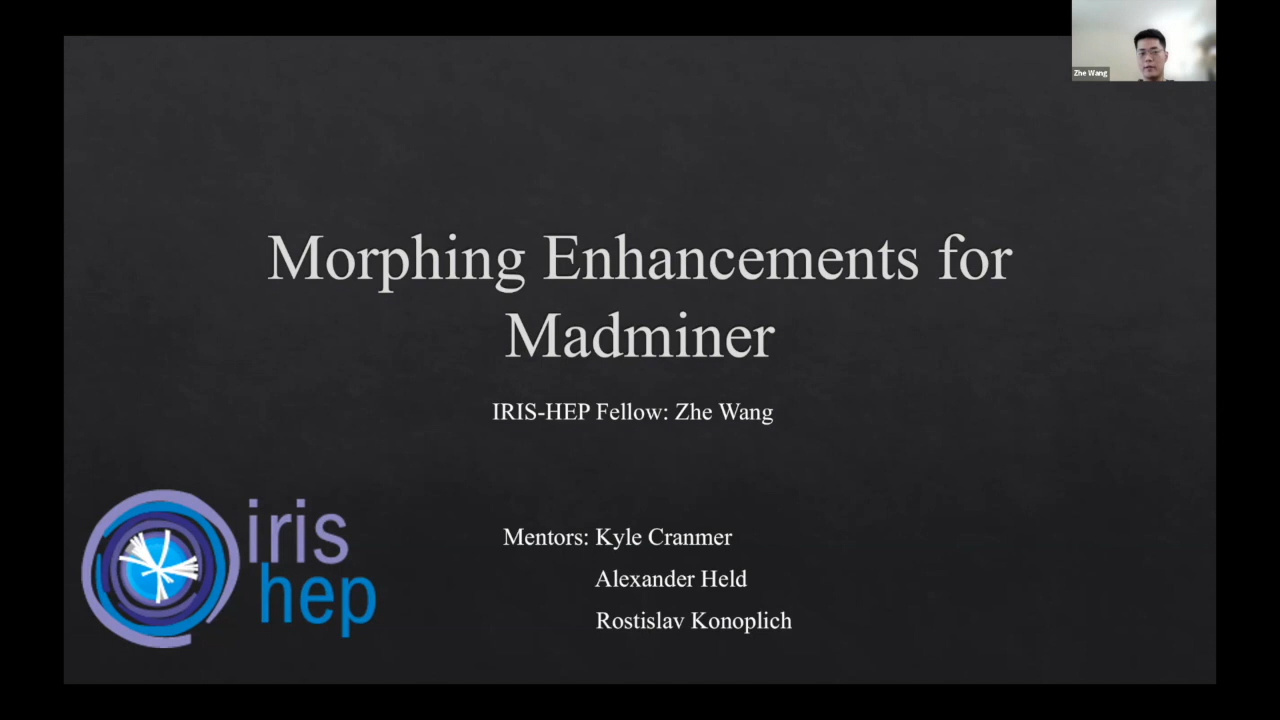 Zhe Wang
Morphing Enhancements for
Madminer
IRIS-HEP Fellow: Zhe Wang
iris
hep
Mentors: Kyle Cranmer
Alexander Held
Rostislav Konoplich